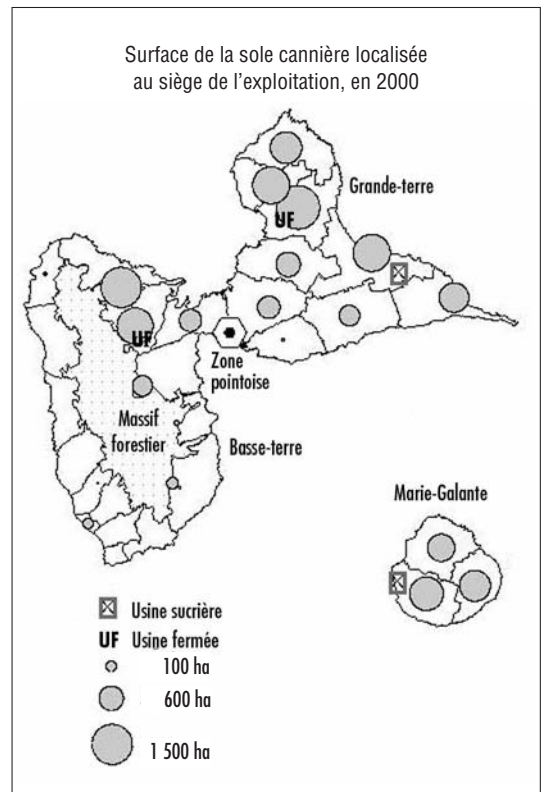 Surface de la sole cannière localisée
au siège de l'exploitation, en 2000
Grande-terre
UF
UF
Zone
pointoise
Massif
forestier
Basse-terre
Marie-Galante
Usine sucrière
UF Usine fermée
100 ha
600 ha
1 500 ha